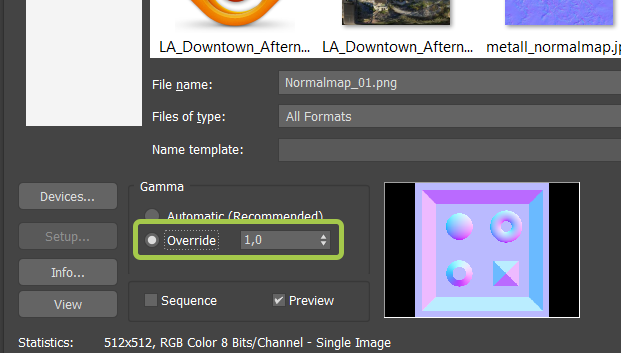 LA_Downtown_Aftern... LA_Downtown_Aftern... metall_normalmap.jp
File name: Normalmap_01.png
Files of type: All Formats
Name template:
Devices...
Setup...
Info...
View
Gamma
Automatic (Recommended)
Override 1,0
Sequence Preview
Statistics: 512x512, RGB Color 8 Bits/Channel - Single Image